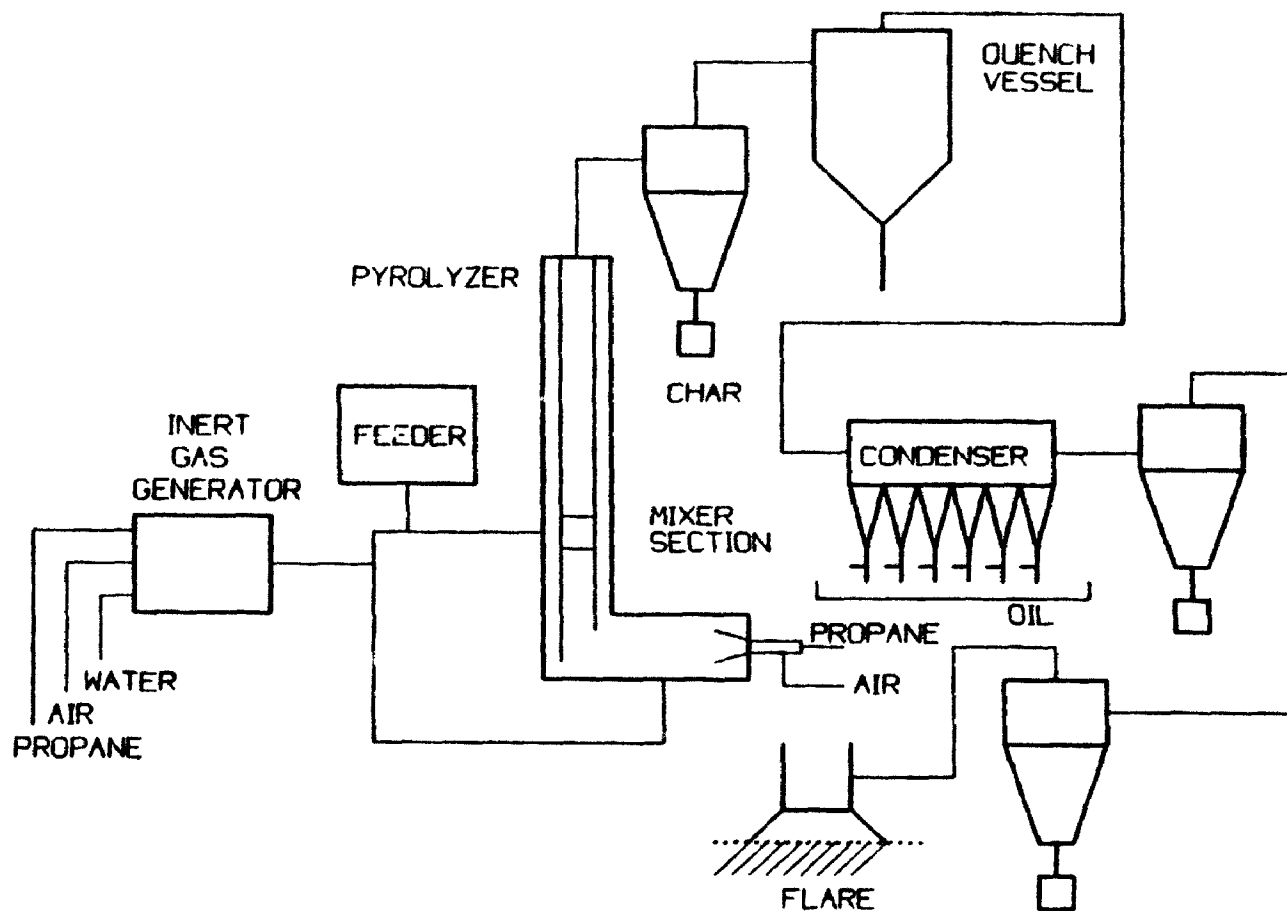 QUENCH
VESSEL
PYROLYZER
CHAR
FEEDER
INERT
GAS
GENERATOR
CONDENSER
MIXER
SECTION
OIL
PROPANE
AIR
WATER
AIR
PROPANE
FLARE